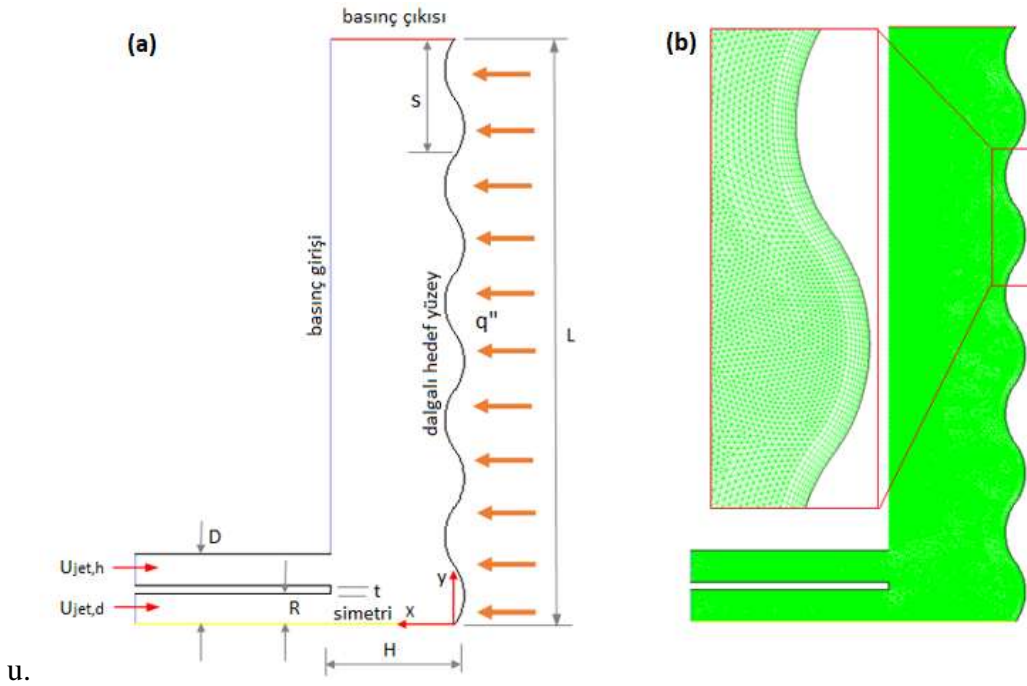 (a)
basınç çıkısı
(b)
s
basınç girişi
dalgalı hedef yüzey
q"
L
D
Ujet,h
Ujet,d
R
t
y
simetri
x
H
u.